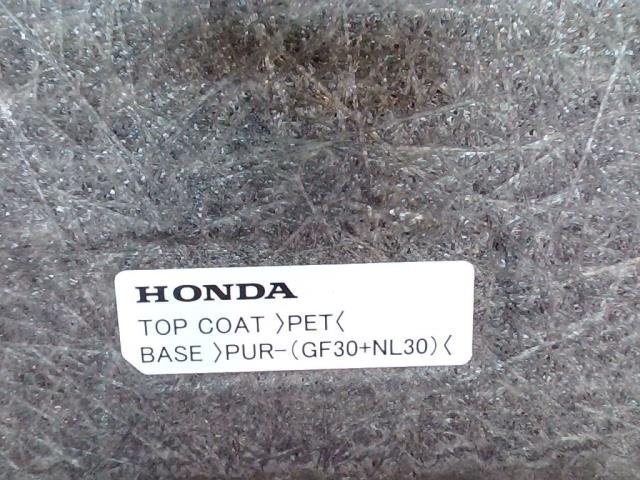 HONDA
TOP COAT 〉PET〈
BASE 〉PUR-(GF30+NL30)〈